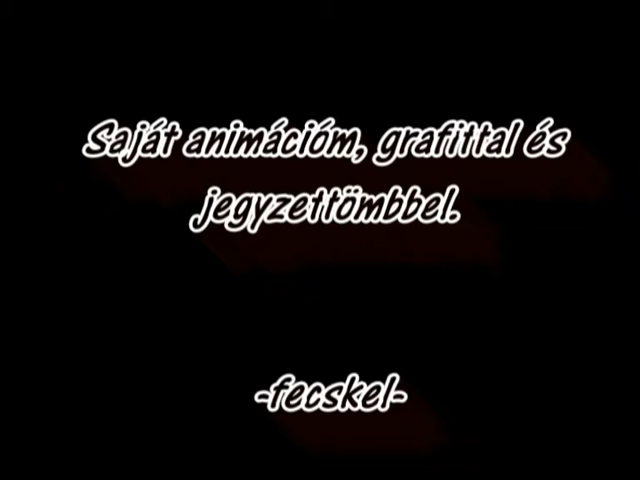 Saját animációm, grafittal és
jegyzettömbbel.
-fecskel-